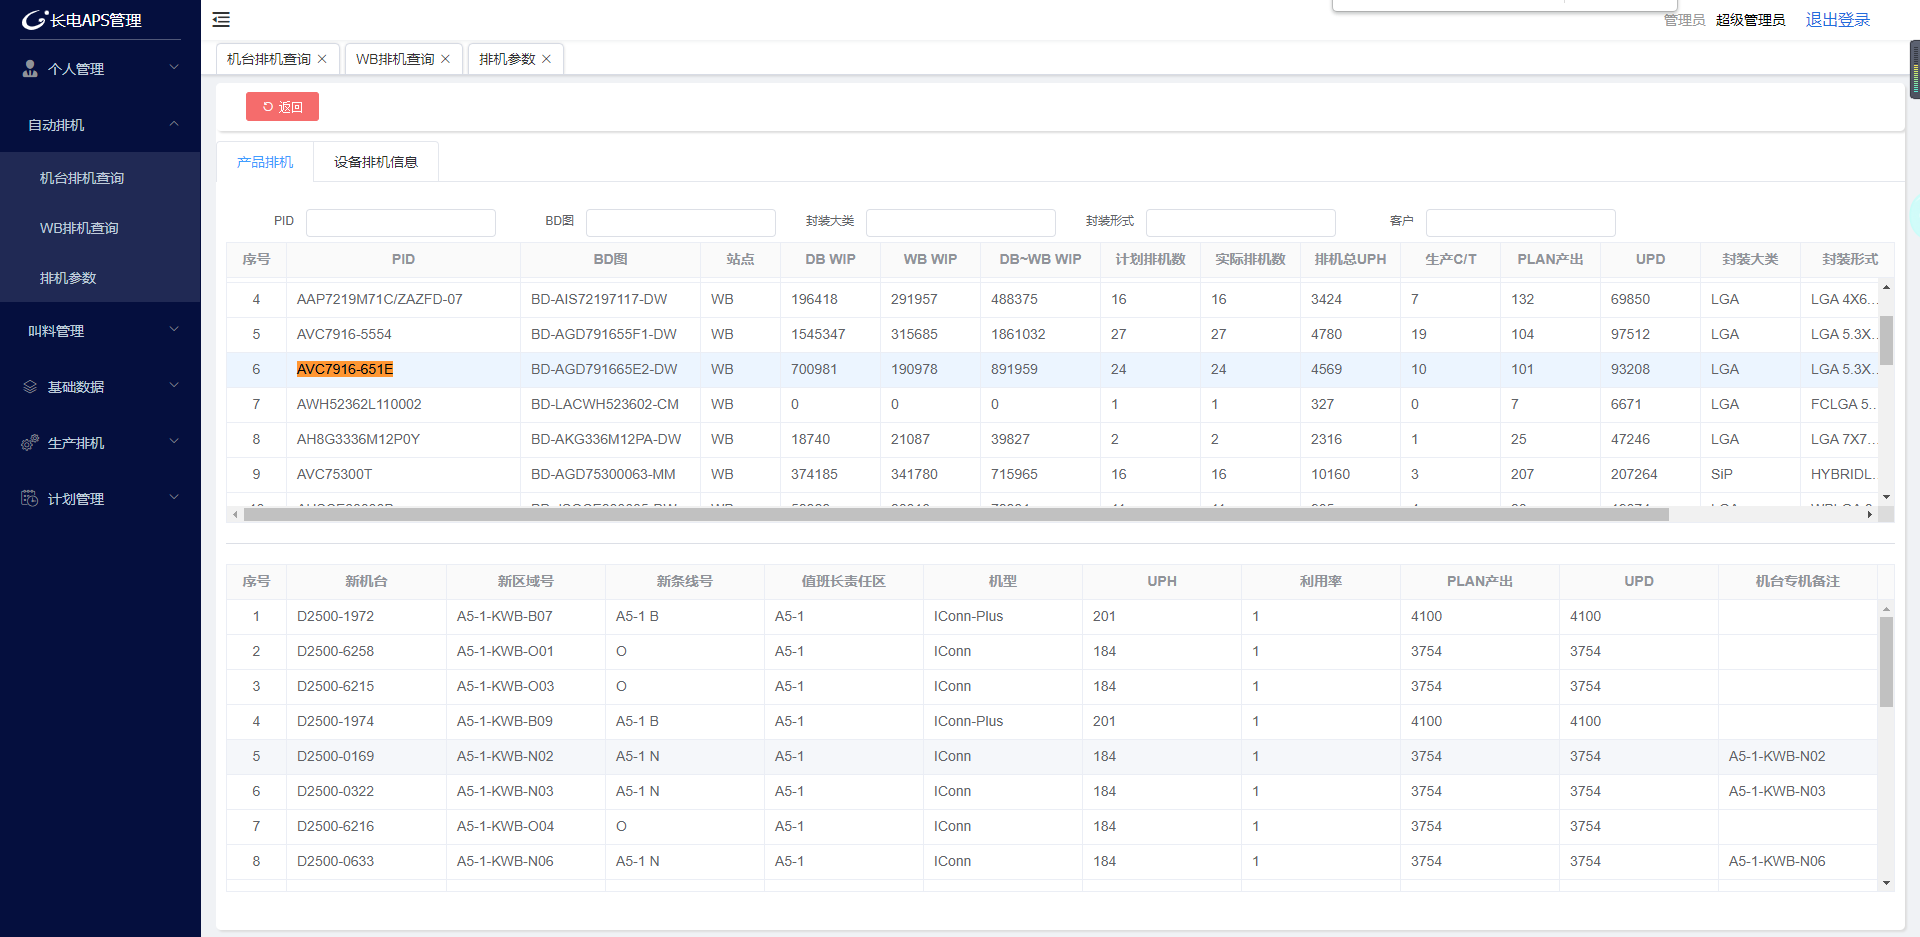 长电APS管理
管理员 超级管理员 退出登录
个人管理
自动排机
机台排机查询
WB排机查询
排机参数
叫料管理
基础数据
生产排机
计划管理
机台排机查询 WB排机查询 排机参数
返回
产品排机 设备排机信息
PID BD图 封装大类 封装形式 客户
序号 PID BD图 站点 DB WIP WB WIP DB~WB WIP 计划排机数 实际排机数 排机总UPH 生产C/T PLAN产出 UPD 封装大类 封装形式
4 AAP7219M71C/ZAZFD-07 BD-AIS72197117-DW WB 196418 291957 488375 16 16 3424 7 132 69850 LGA LGA 4X6...
5 AVC7916-5554 BD-AGD791655F1-DW WB 1545347 315685 1861032 27 27 4780 19 104 97512 LGA LGA 5.3X...
6 AVC7916-651E BD-AGD791665E2-DW WB 700981 190978 891959 24 24 4569 10 101 93208 LGA LGA 5.3X...
7 AWH52362L110002 BD-LACWH523602-CM WB 0 0 0 1 1 327 0 7 6671 LGA FCLGA 5...
8 AH8G3336M12P0Y BD-AKG336M12PA-DW WB 18740 21087 39827 2 2 2316 1 25 47246 LGA LGA 7X7...
9 AVC75300T BD-AGD75300063-MM WB 374185 341780 715965 16 16 10160 3 207 207264 SiP HYBRIDL...
序号 新机台 新区域号 新条线号 值班长责任区 机型 UPH 利用率 PLAN产出 UPD 机台专机备注
1 D2500-1972 A5-1-KWB-B07 A5-1 B A5-1 IConn-Plus 201 1 4100 4100
2 D2500-6258 A5-1-KWB-O01 O A5-1 IConn 184 1 3754 3754
3 D2500-6215 A5-1-KWB-O03 O A5-1 IConn 184 1 3754 3754
4 D2500-1974 A5-1-KWB-B09 A5-1 B A5-1 IConn-Plus 201 1 4100 4100
5 D2500-0169 A5-1-KWB-N02 A5-1 N A5-1 IConn 184 1 3754 3754 A5-1-KWB-N02
6 D2500-0322 A5-1-KWB-N03 A5-1 N A5-1 IConn 184 1 3754 3754 A5-1-KWB-N03
7 D2500-6216 A5-1-KWB-O04 O A5-1 IConn 184 1 3754 3754
8 D2500-0633 A5-1-KWB-N06 A5-1 N A5-1 IConn 184 1 3754 3754 A5-1-KWB-N06